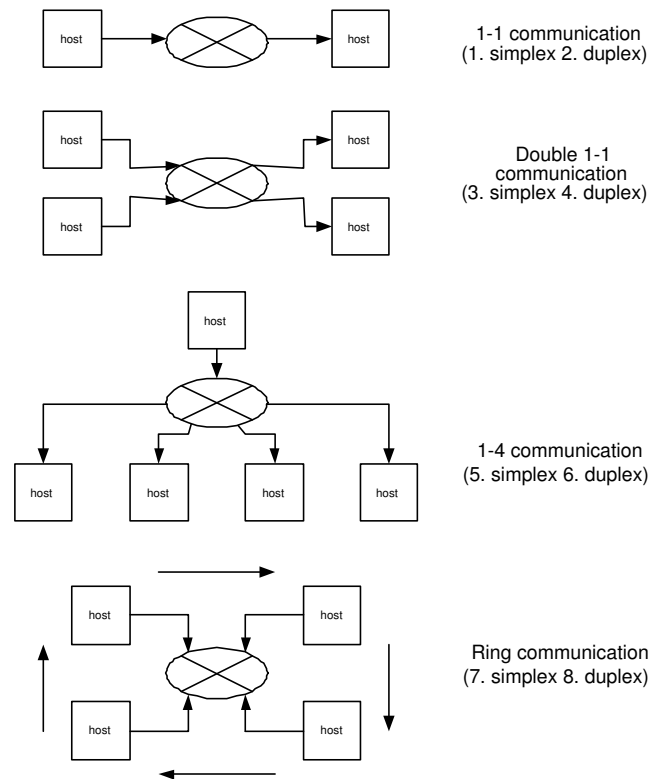 host
host
1-1 communication
(1. simplex 2. duplex)
host
host
Double 1-1
communication
(3. simplex 4. duplex)
host
host
host
1-4 communication
(5. simplex 6. duplex)
host
host
host
host
host
host
Ring communication
(7. simplex 8. duplex)
host
host